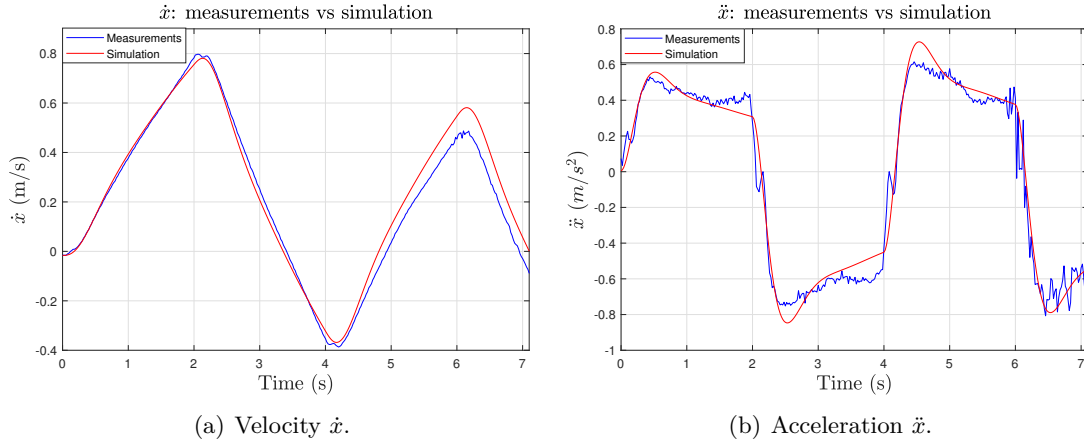 ẋ: measurements vs simulation
Measurements
Simulation
0.8
0.6
0.4
0.2
0
-0.2
-0.4
ẋ (m/s)
0 1 2 3 4 5 6 7
Time (s)
(a) Velocity ẋ.
ẍ: measurements vs simulation
Measurements
Simulation
0.8
0.6
0.4
0.2
0
-0.2
-0.4
-0.6
-0.8
-1
ẍ (m/s²)
0 1 2 3 4 5 6 7
Time (s)
(b) Acceleration ẍ.